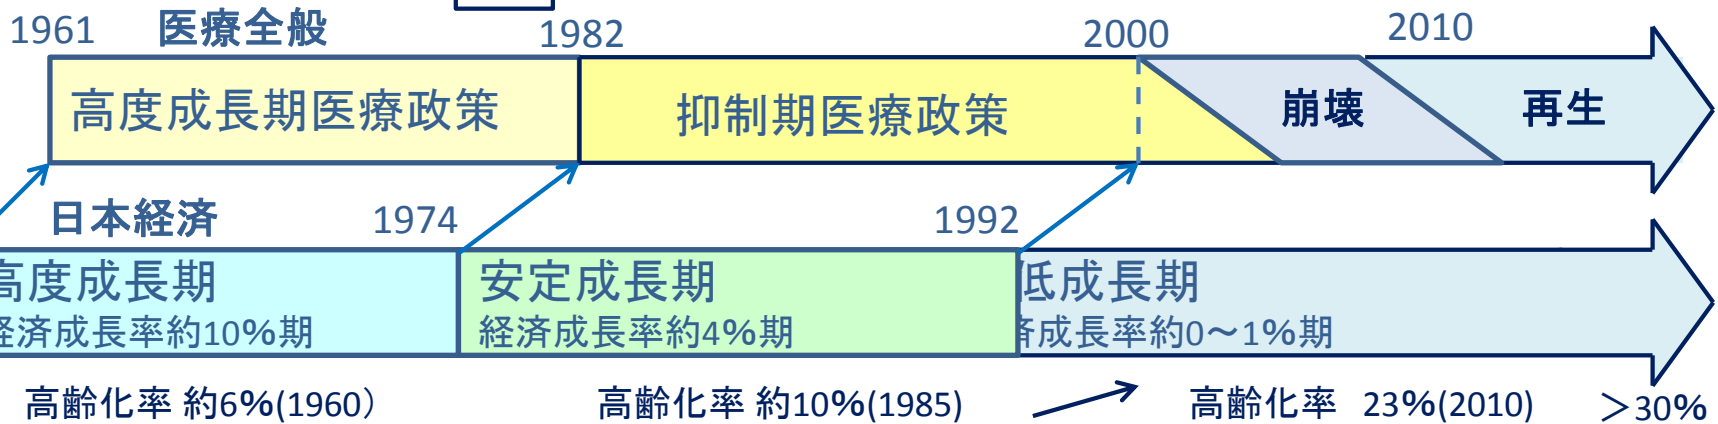 1961 医療全般 1982 2000 2010
高度成長期医療政策 抑制期医療政策 崩壊 再生
日本経済 1974 1992
高度成長期 安定成長期 低成長期
経済成長率約10%期 経済成長率約4%期 済成長率約0～1%期
高齢化率 約6%(1960） 高齢化率 約10%(1985) 高齢化率 23%(2010) ＞30%